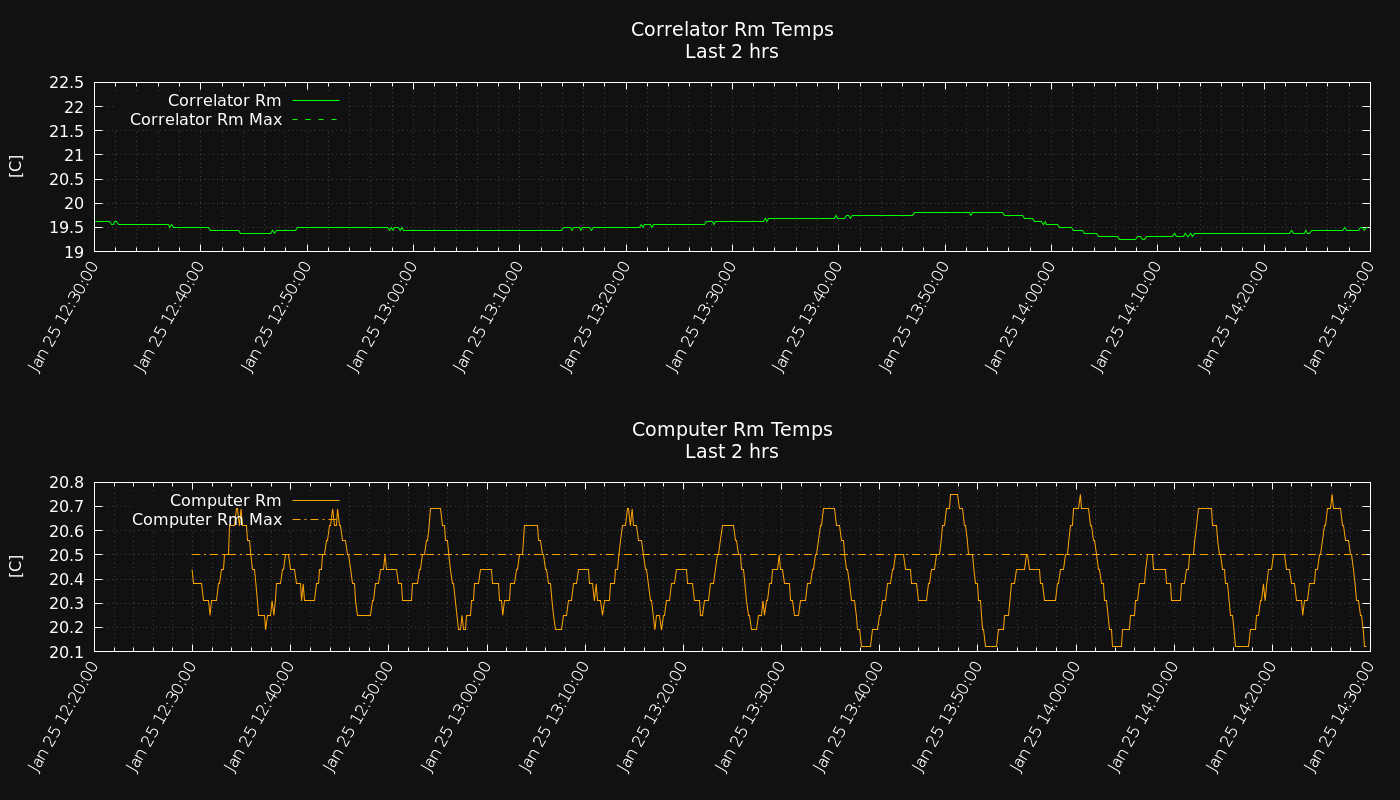 Correlator Rm Temps
Last 2 hrs
22.5
22
21.5
21
20.5
20
19.5
19
[C]
Correlator Rm
Correlator Rm Max
Jan 25 12:30:00
Jan 25 12:40:00
Jan 25 12:50:00
Jan 25 13:00:00
Jan 25 13:10:00
Jan 25 13:20:00
Jan 25 13:30:00
Jan 25 13:40:00
Jan 25 13:50:00
Jan 25 14:00:00
Jan 25 14:10:00
Jan 25 14:20:00
Jan 25 14:30:00
Computer Rm Temps
Last 2 hrs
20.8
20.7
20.6
20.5
20.4
20.3
20.2
20.1
[C]
Computer Rm
Computer Rm Max
Jan 25 12:20:00
Jan 25 12:30:00
Jan 25 12:40:00
Jan 25 12:50:00
Jan 25 13:00:00
Jan 25 13:10:00
Jan 25 13:20:00
Jan 25 13:30:00
Jan 25 13:40:00
Jan 25 13:50:00
Jan 25 14:00:00
Jan 25 14:10:00
Jan 25 14:20:00
Jan 25 14:30:00